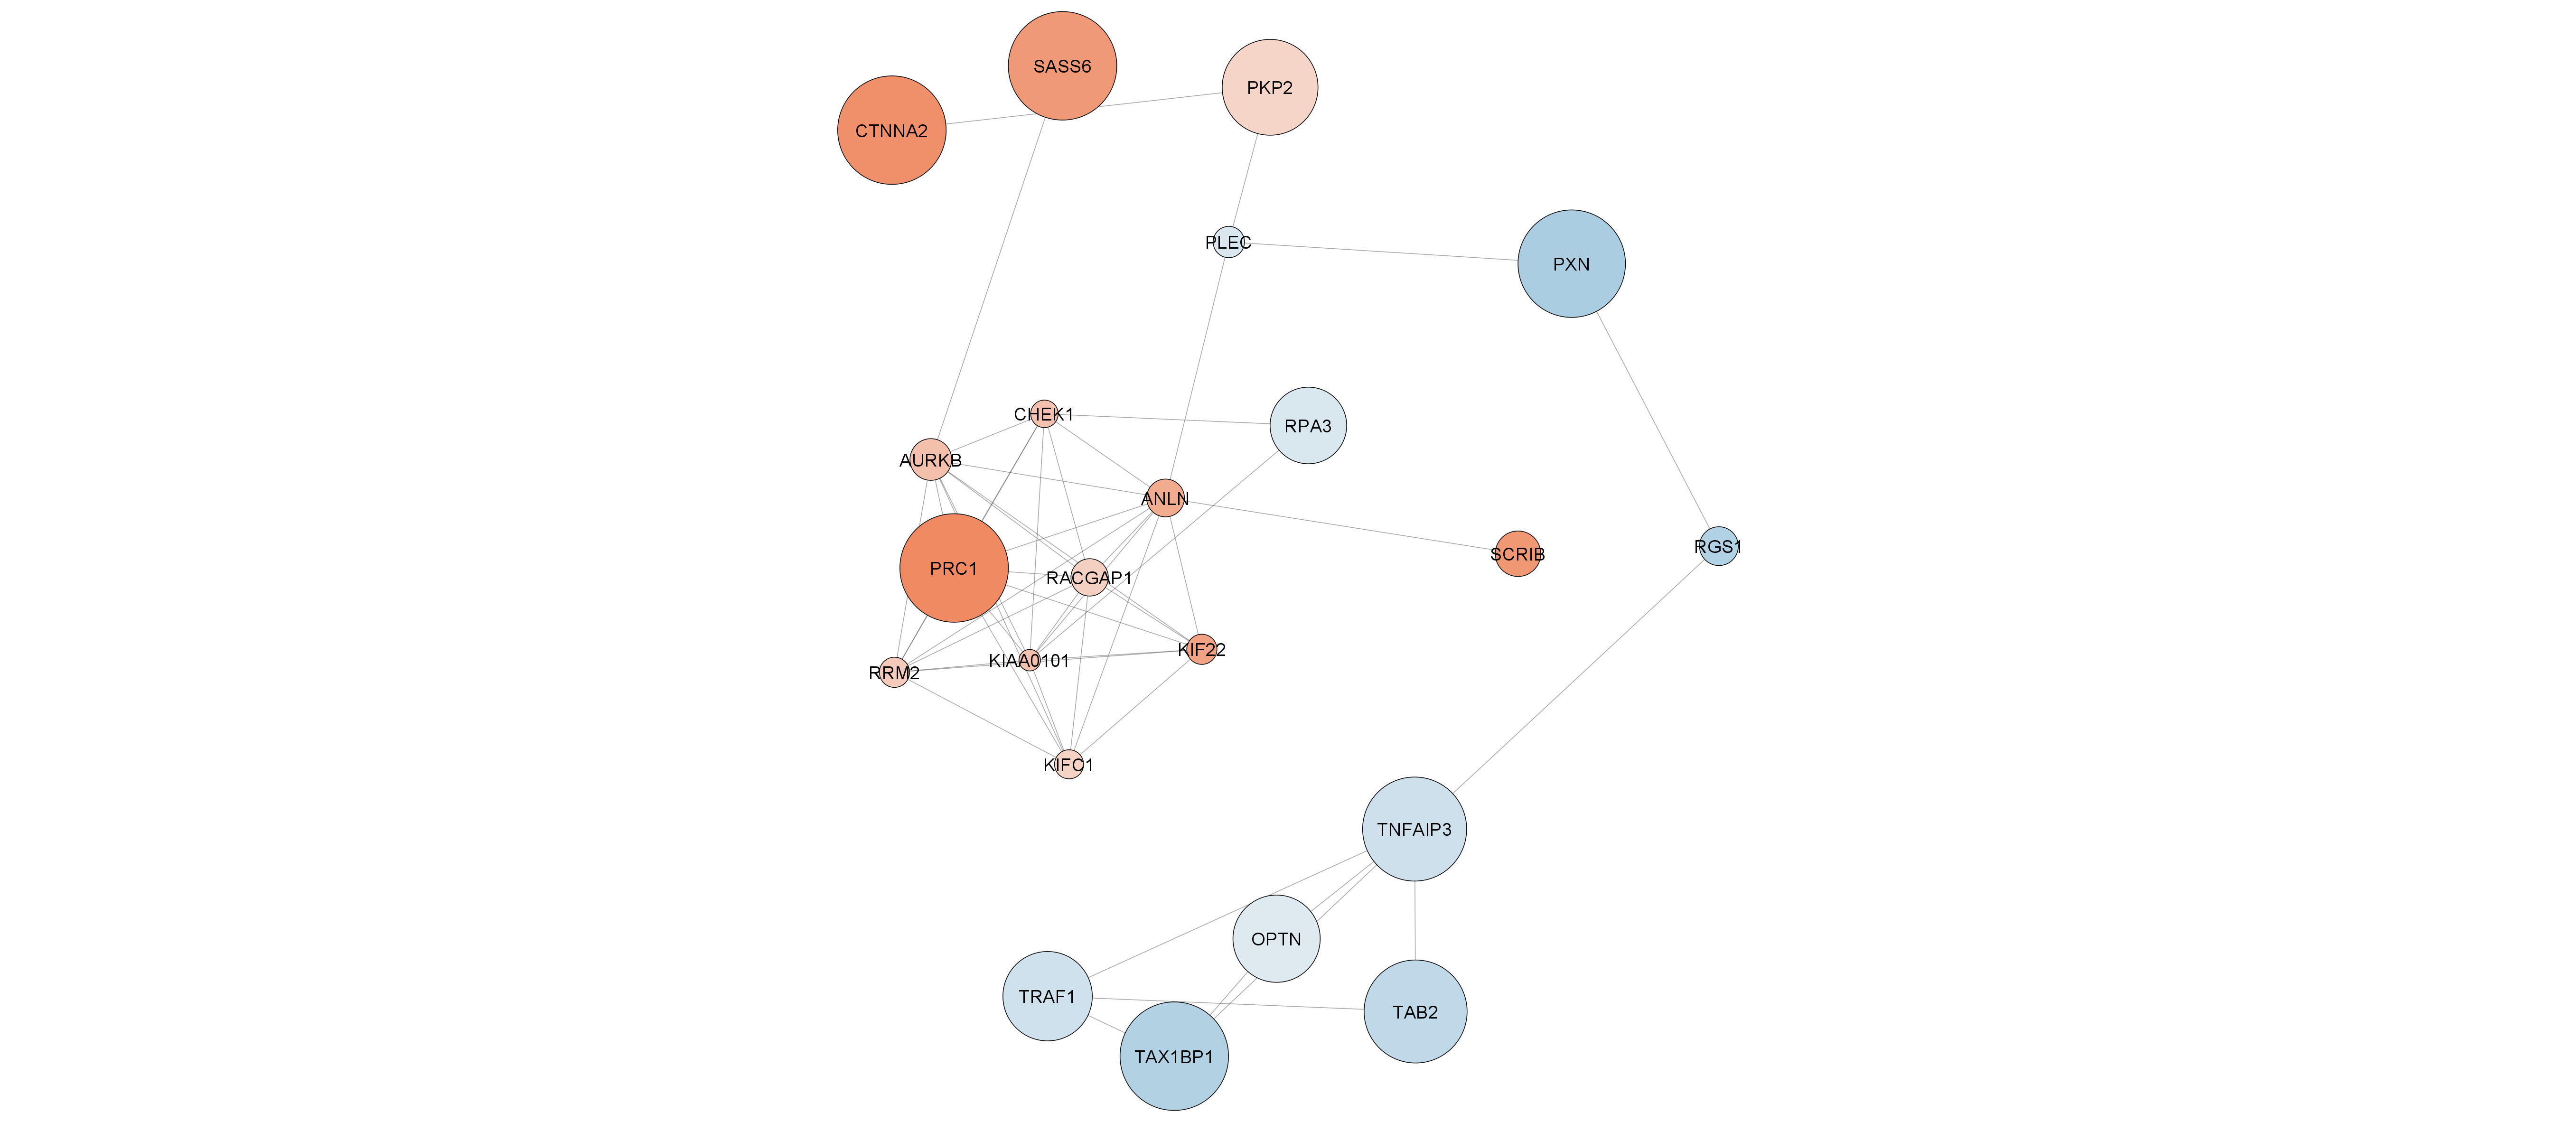 SASS6
PKP2
CTNNA2
PLEC
PXN
CHEK1
RPA3
AURKB
ANLN
RGS1
SCRIB
PRC1
RACGAP1
KIF22
KIAA0101
RRM2
KIFC1
TNFAIP3
OPTN
TRAF1
TAB2
TAX1BP1